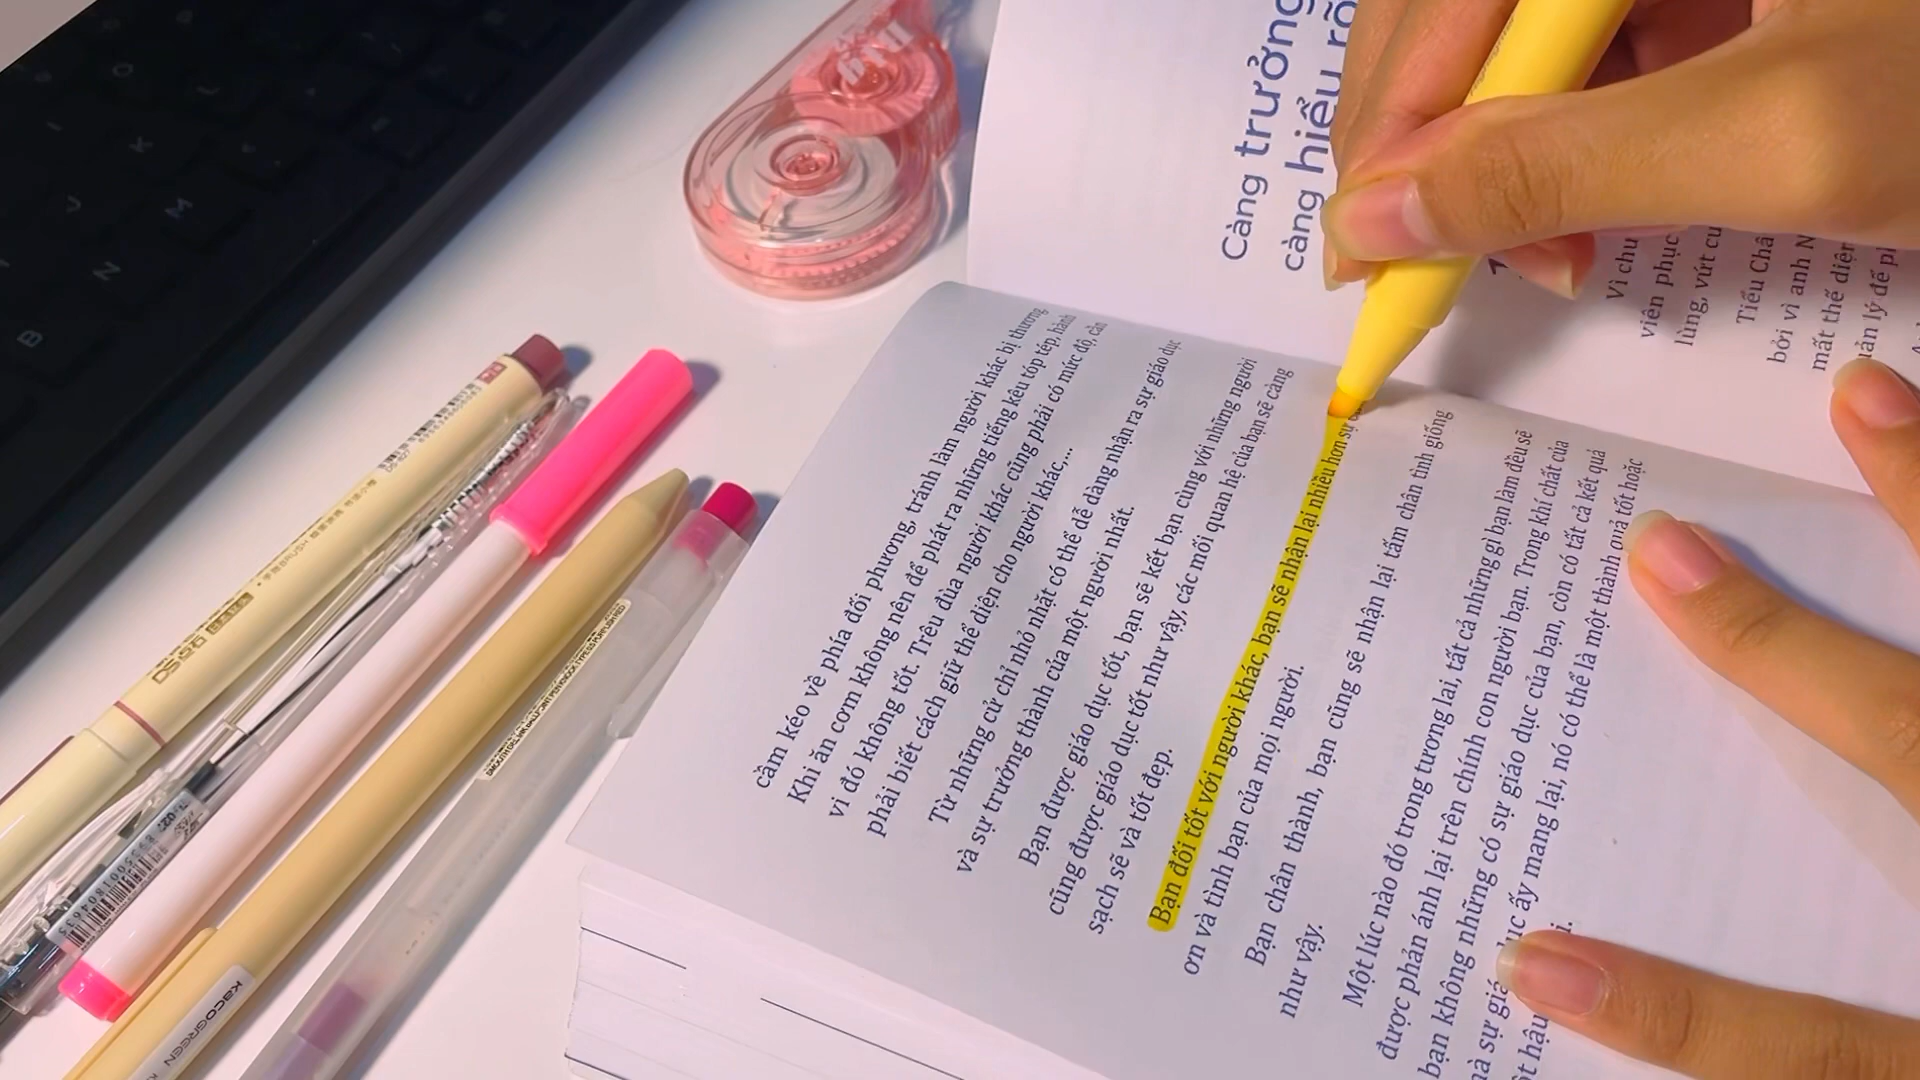 cầm kéo về phía đối phương, tránh làm người khác bị thương.
Khi ăn cơm không nên để phát ra những tiếng kêu tóp tép, hành
vi đó không tốt. Trêu đùa người khác cũng phải có mức độ, cần
phải biết cách giữ thể diện cho người khác,...
Từ những cử chỉ nhỏ nhặt có thể dễ dàng nhận ra sự giáo dục
và sự trưởng thành của một người nhất.
Bạn được giáo dục tốt, bạn sẽ kết bạn cùng với những người
cũng được giáo dục tốt như vậy, các mối quan hệ của bạn sẽ càng
sạch sẽ và tốt đẹp.
Bạn đối tốt với người khác, bạn sẽ nhận lại nhiều hơn sự
ơn và tình bạn của mọi người.
Bạn chân thành, bạn cũng sẽ nhận lại tấm chân tình giống
như vậy.
Một lúc nào đó trong tương lai, tất cả những gì bạn làm đều sẽ
được phản ánh lại trên chính con người bạn. Trong khí chất của
bạn không những có sự giáo dục của bạn, còn có tất cả kết quả
mà sự giáo dục ấy mang lại, nó có thể là một thành quả tốt hoặc
Càng trưởng
càng hiểu rõ
Vì chu
viên phục
lùng, vứt cu
Tiểu Châ
bởi vì anh N
mất thể diện
uản lý để
KACOGREEN
B
N
M
V
K